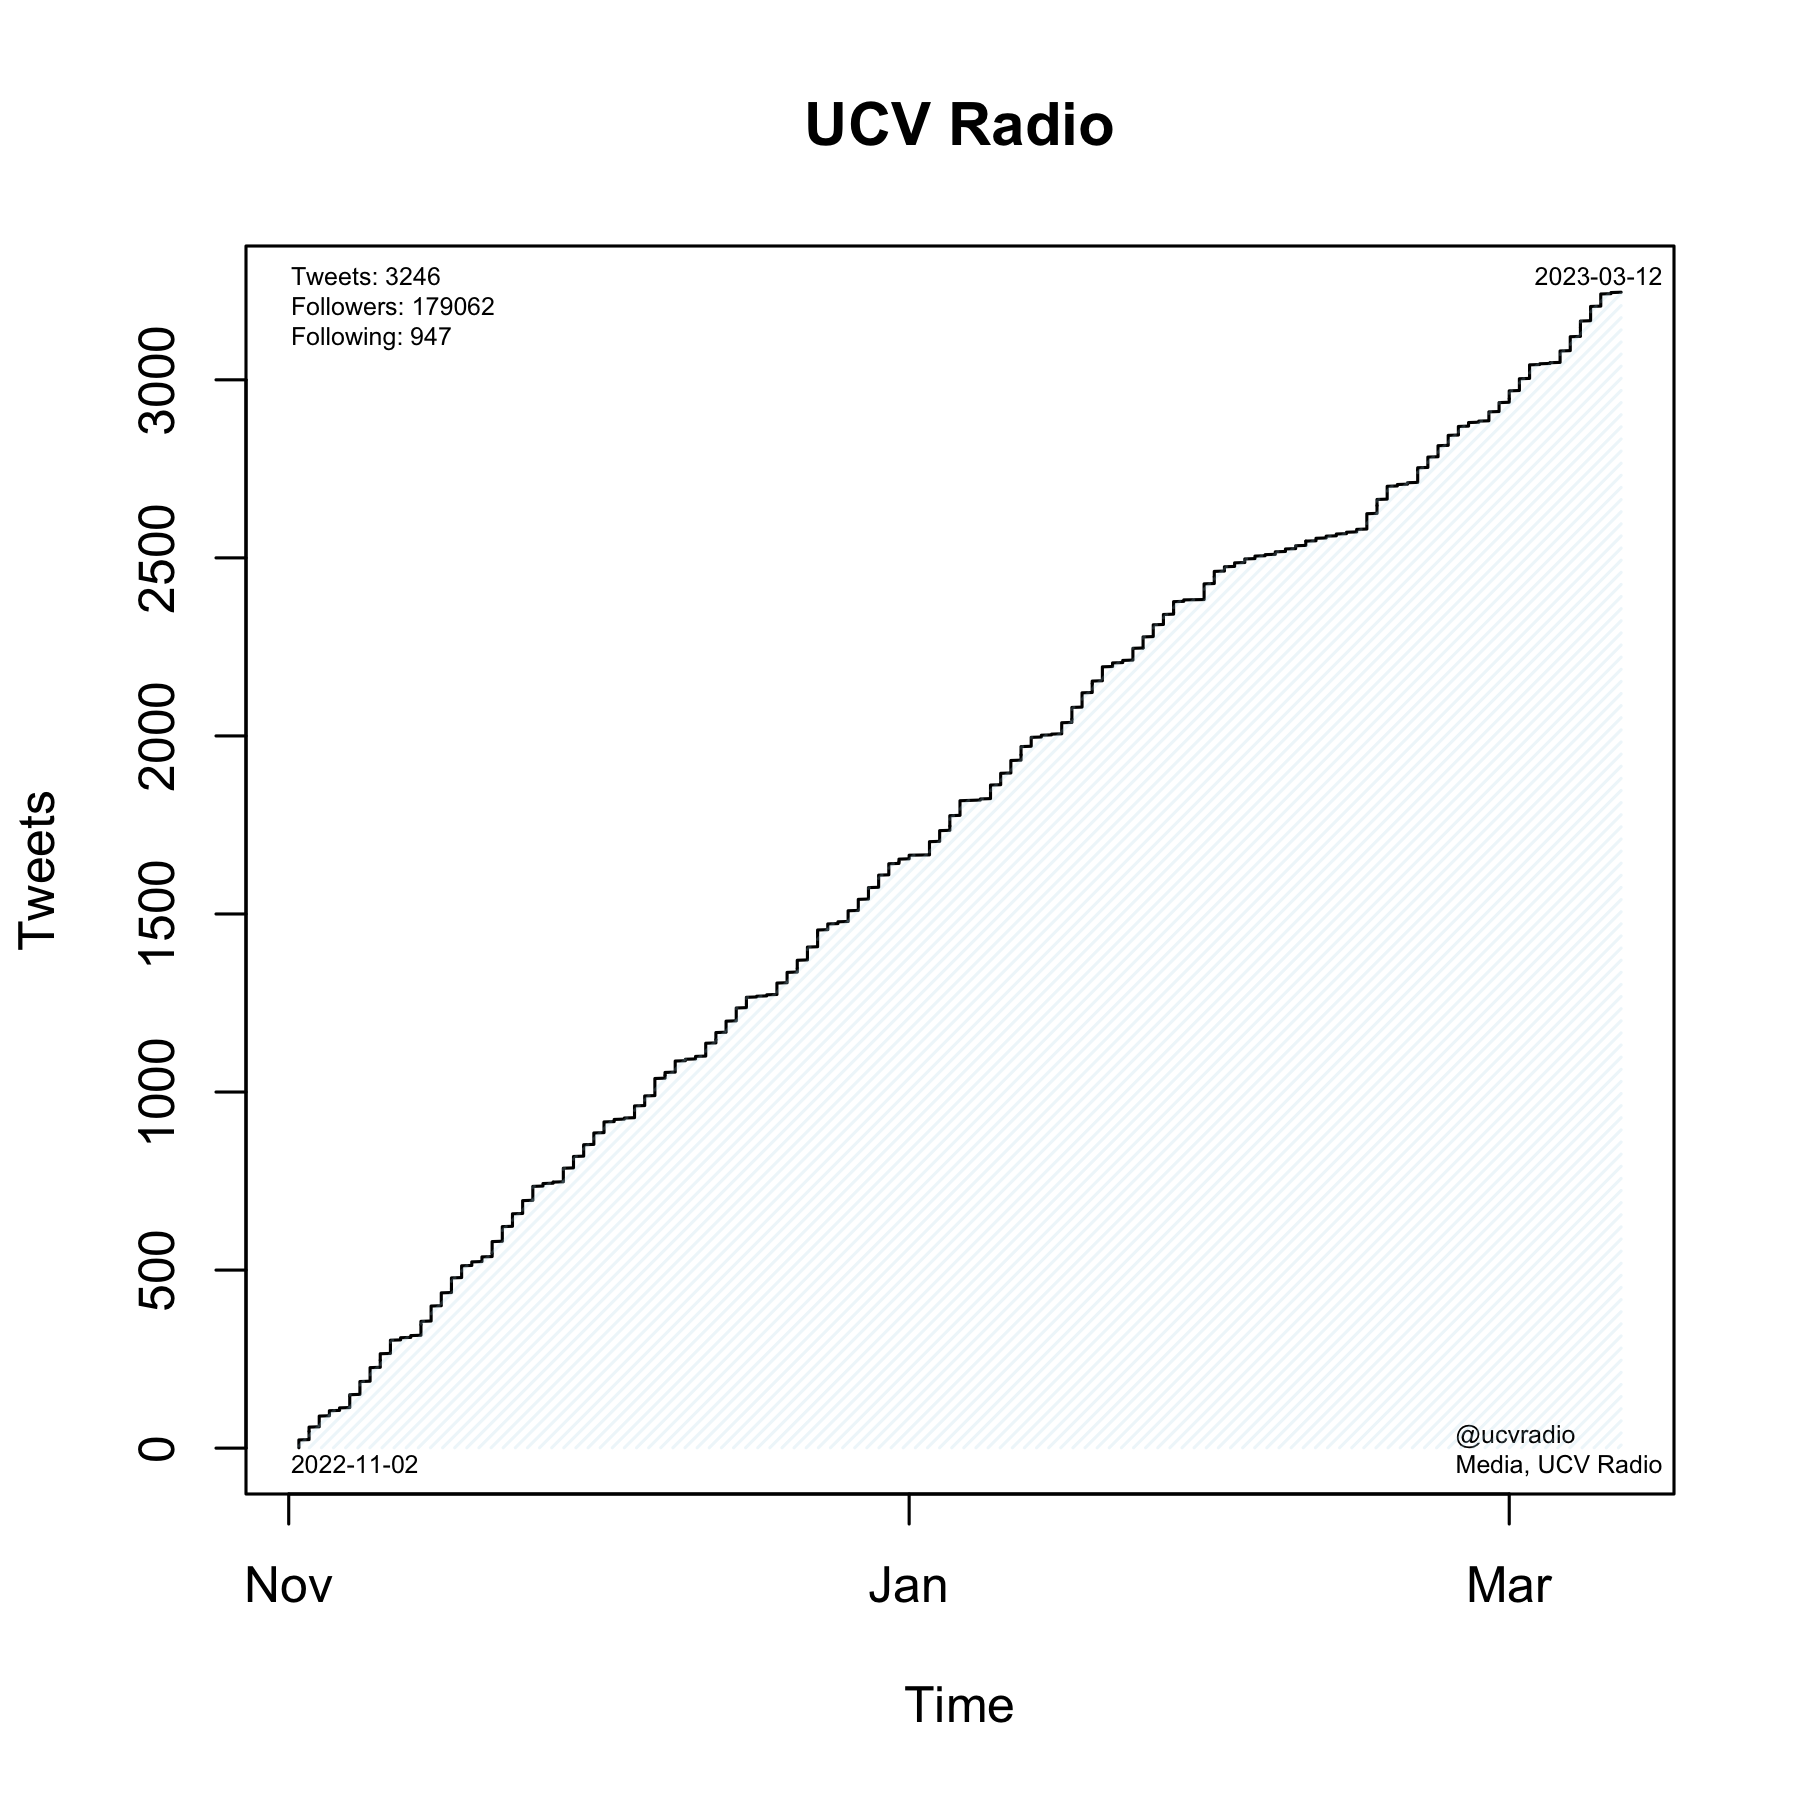 UCV Radio
Tweets: 3246
Followers: 179062
Following: 947
2023-03-12
3000
2500
2000
1500
1000
500
0
Tweets
2022-11-02
@ucvradio
Media, UCV Radio
Nov
Jan
Mar
Time